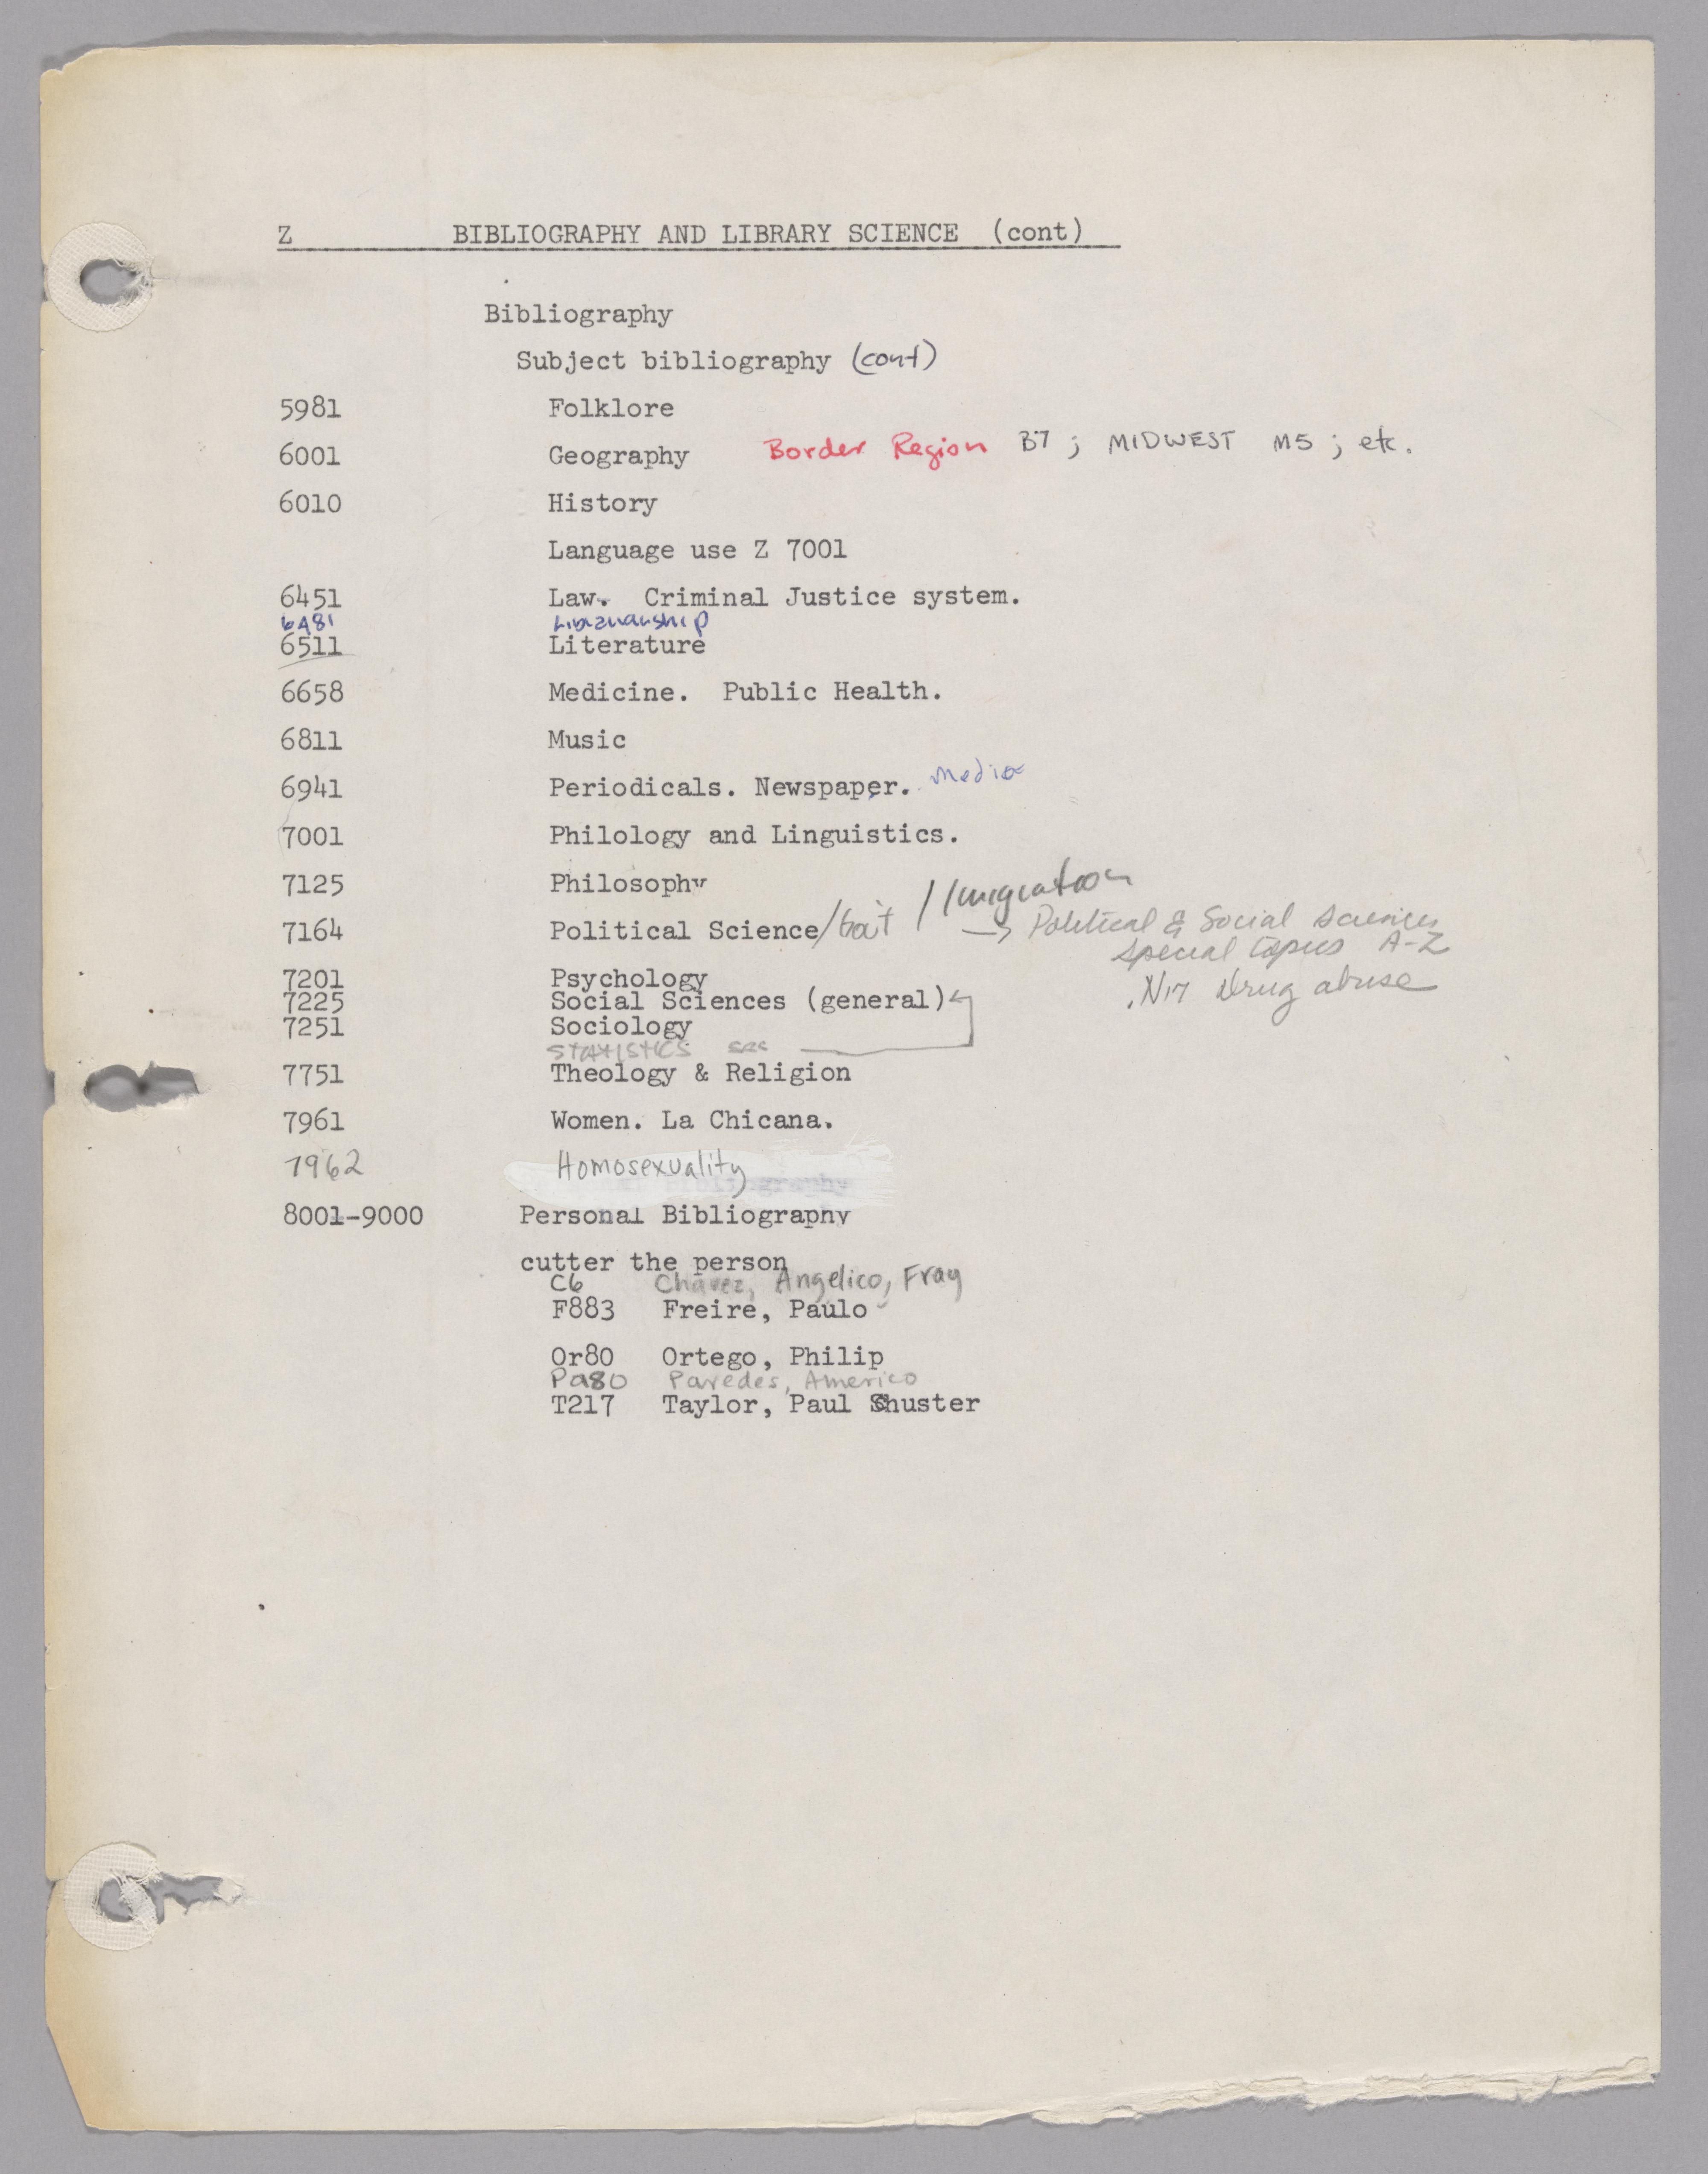 Z BIBLIOGRAPHY AND LIBRARY SCIENCE (cont)
Bibliography
Subject bibliography (cont)
5981 Folklore
6001 Geography Border Region B7 ; MIDWEST M5 ; etc.
6010 History
Language use Z 7001
6451 Law. Criminal Justice system.
6481 Librarianship
6511 Literature
6658 Medicine. Public Health.
6811 Music
6941 Periodicals. Newspaper. Media
7001 Philology and Linguistics.
7125 Philosophy
7164 Political Science/Gov't / Immigration → Political & Social Sciences
Special topics A-Z
7201 Psychology .N17 Drug abuse
7225 Social Sciences (general)
7251 Sociology
STATISTICS see
7751 Theology & Religion
7961 Women. La Chicana.
7962 Homosexuality
8001-9000 Personal Bibliography
cutter the person
C6 Chávez, Angelico, Fray
F883 Freire, Paulo
Or80 Ortego, Philip
Pa80 Paredes, Americo
T217 Taylor, Paul Schuster